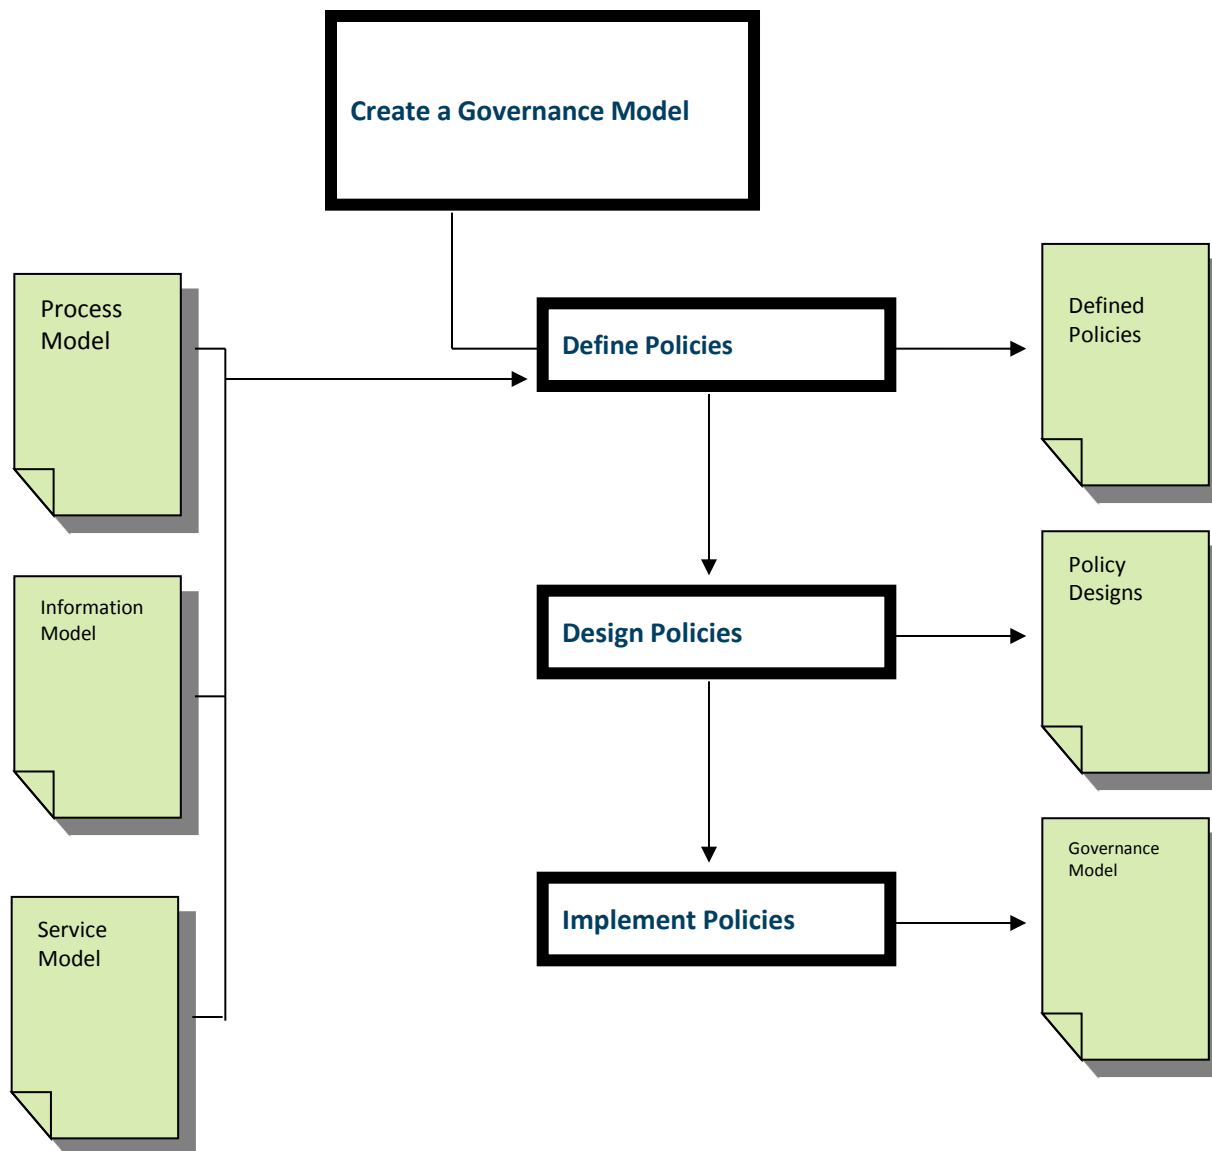 Create a Governance Model
Process
Model
Define Policies
Defined
Policies
Information
Model
Design Policies
Policy
Designs
Service
Model
Implement Policies
Governance
Model